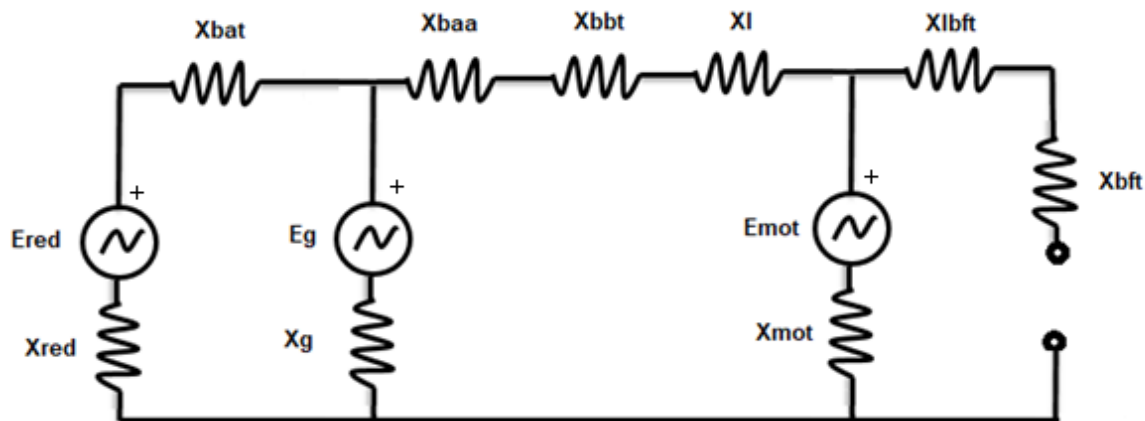 Xbat
Xbaa
Xbbt
Xl
Xlbft
Xbft
+
+
+
Ered
Eg
Emot
Xred
Xg
Xmot